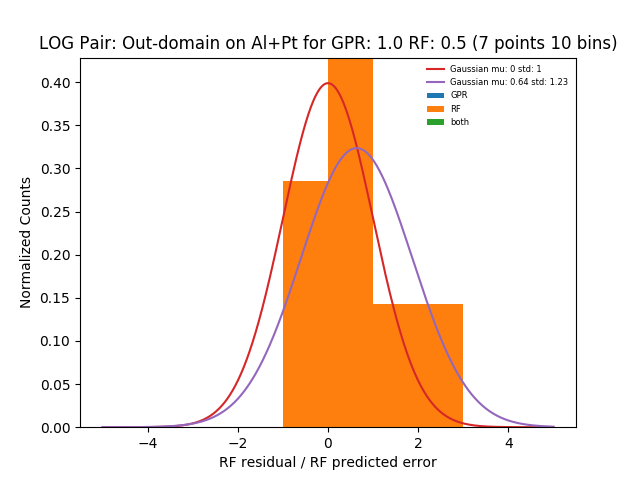 LOG Pair: Out-domain on Al+Pt for GPR: 1.0 RF: 0.5 (7 points 10 bins)
Gaussian mu: 0 std: 1
Gaussian mu: 0.64 std: 1.23
GPR
RF
both
0.40
0.35
0.30
0.25
0.20
0.15
0.10
0.05
0.00
Normalized Counts
−4
−2
0
2
4
RF residual / RF predicted error